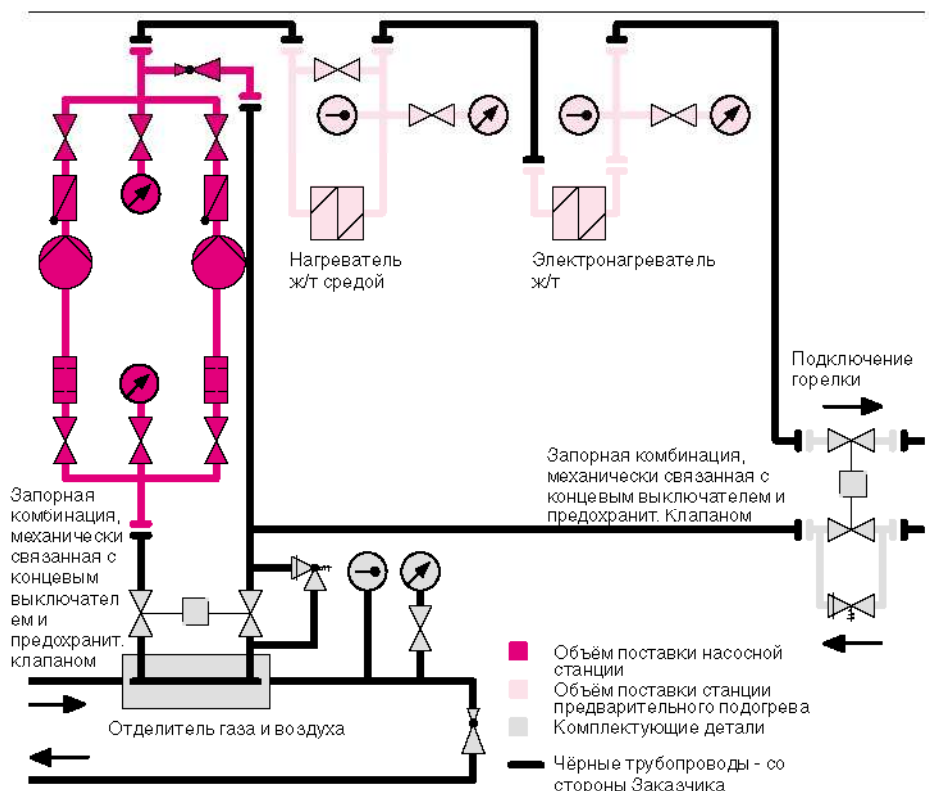 Нагреватель
ж/т средой
Электронагреватель
ж/т
Подключение
горелки
Запорная комбинация,
механически связанная с
концевым выключателем и
предохранит. Клапаном
Запорная
комбинация,
механически
связанная с
концевым
выключател
ем и
предохранит.
клапаном
Отделитель газа и воздуха
Объём поставки насосной
станции
Объём поставки станции
предварительного подогрева
Комплектующие детали
Чёрные трубопроводы - со
стороны Заказчика